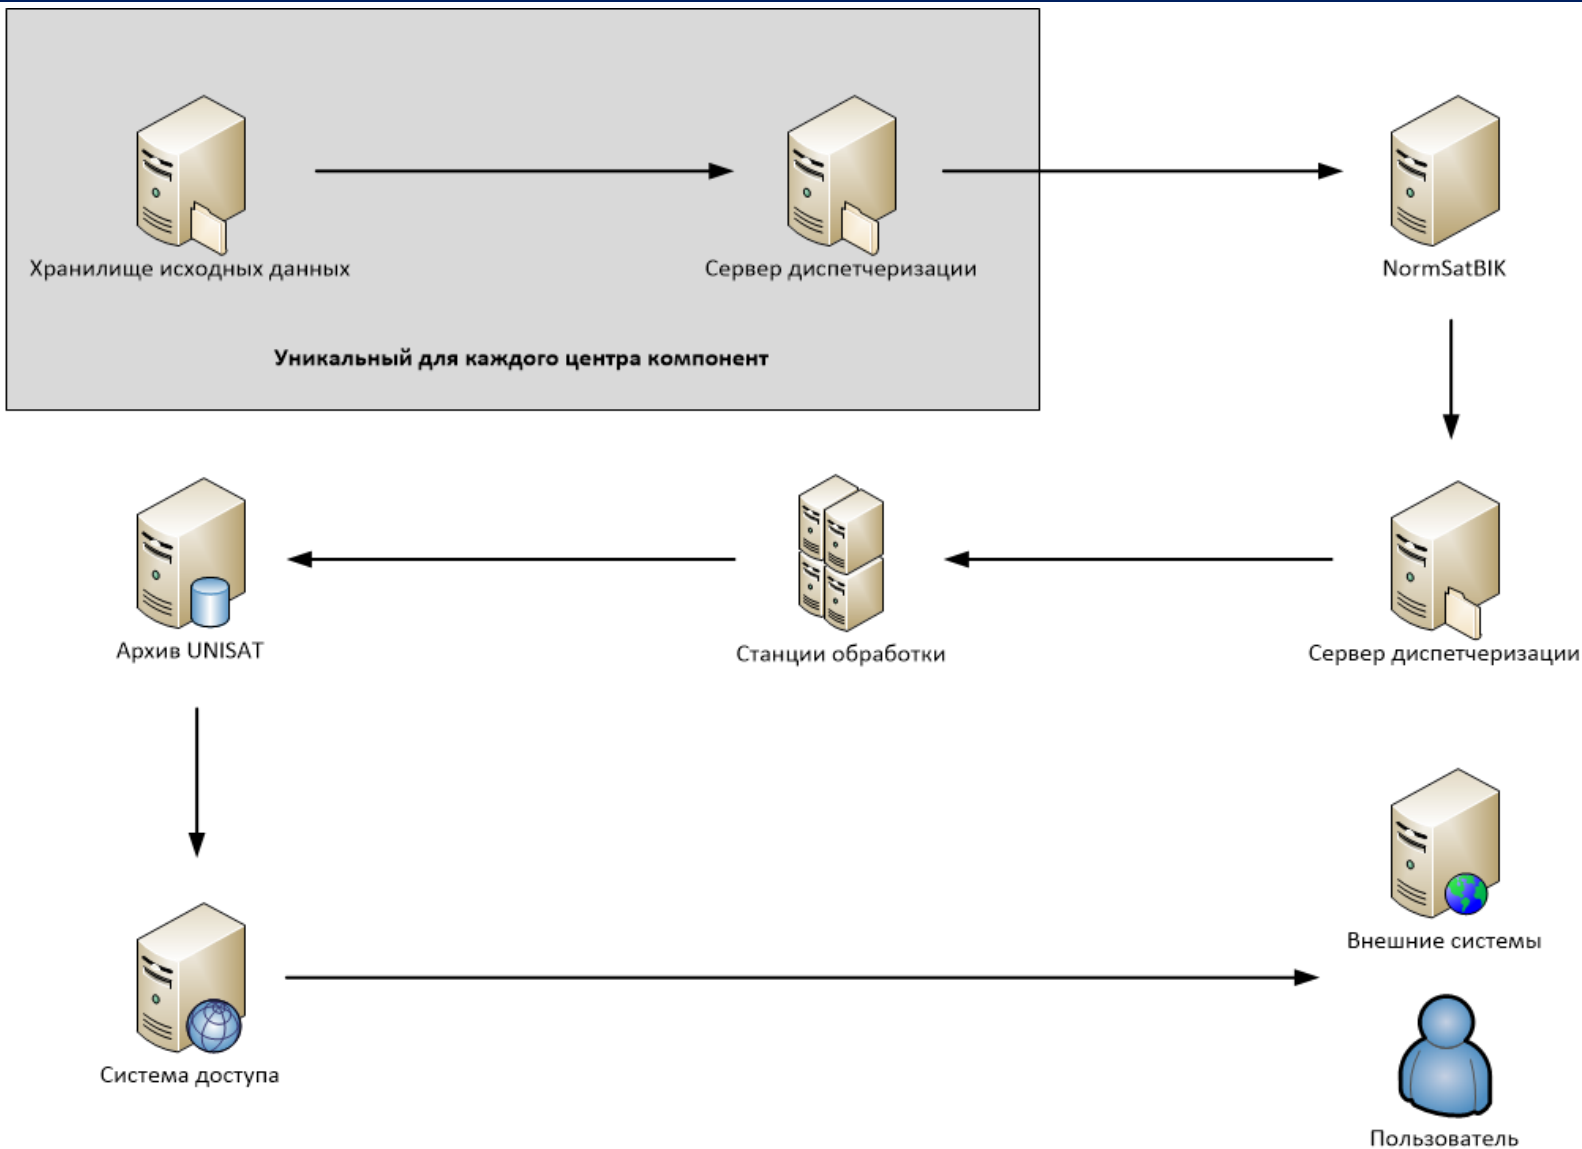 Хранилище исходных данных
Сервер диспетчеризации
NormSatBIK
Уникальный для каждого центра компонент
Архив UNISAT
Станции обработки
Сервер диспетчеризации
Внешние системы
Система доступа
Пользователь